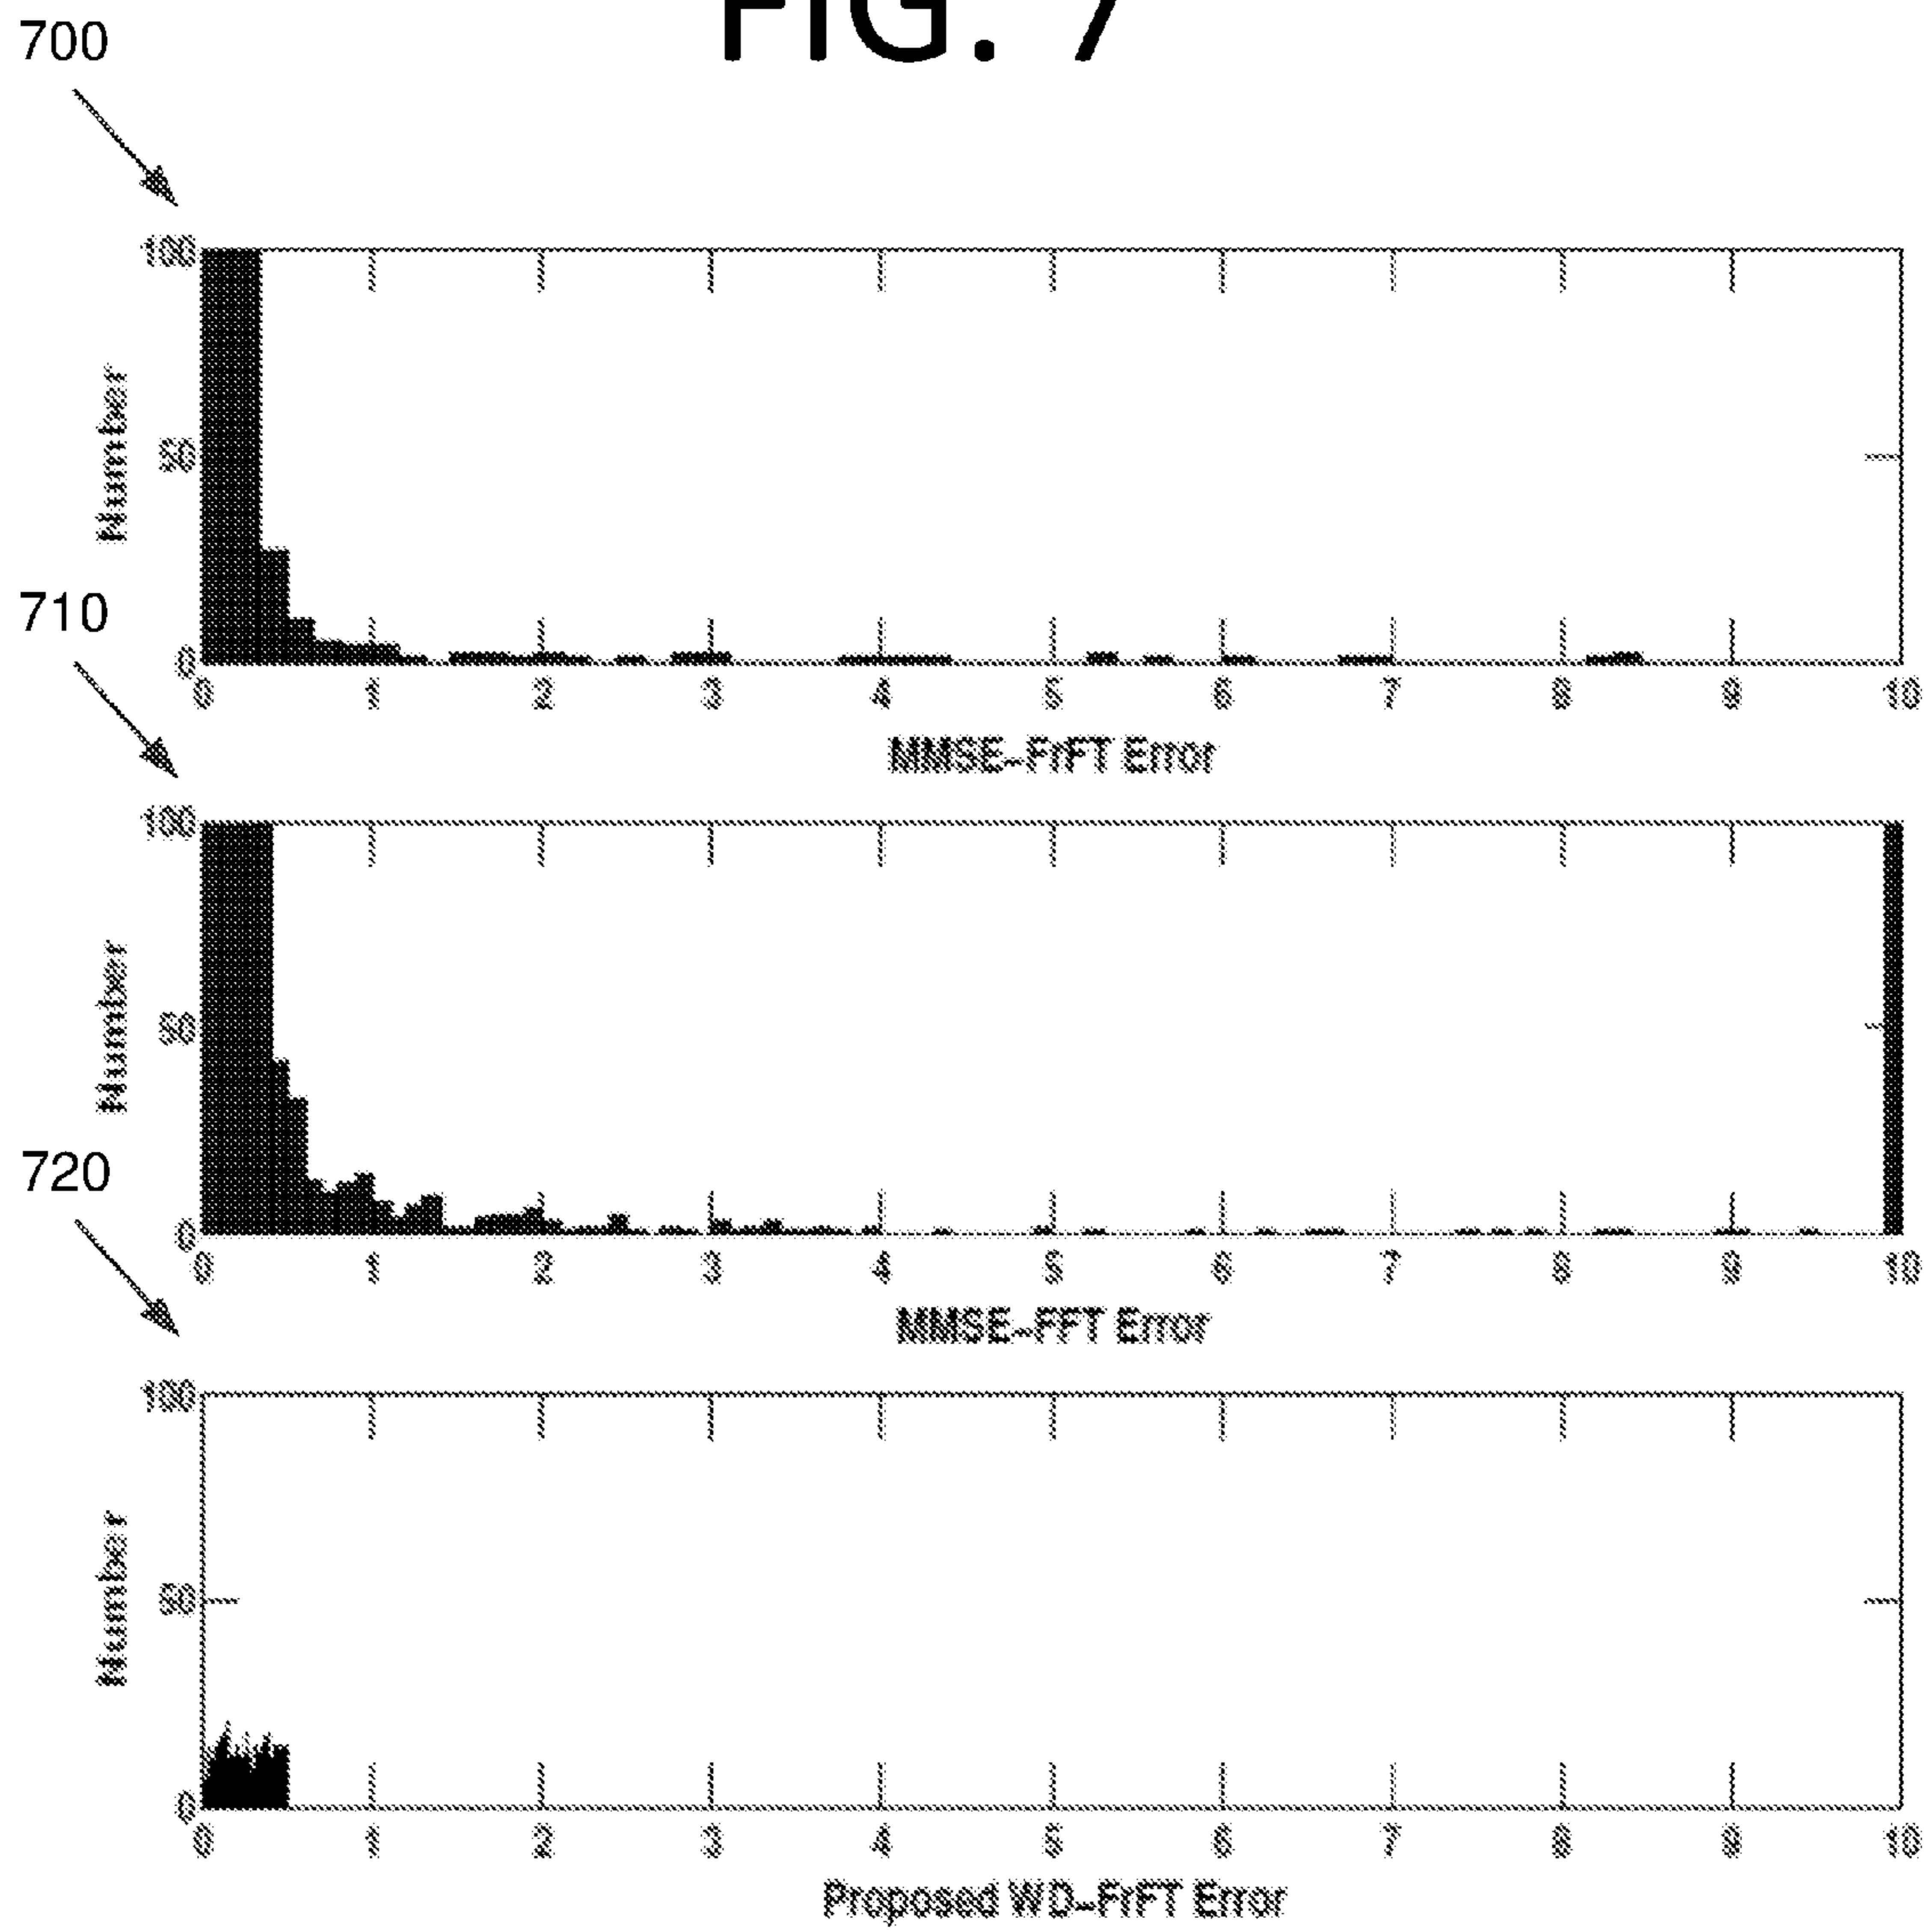 FIG. 7
700
100
50
0
Number
0 1 2 3 4 5 6 7 8 9 10
MMSE-FrFT Error
710
100
50
0
Number
0 1 2 3 4 5 6 7 8 9 10
MMSE-FFT Error
720
100
50
0
Number
0 1 2 3 4 5 6 7 8 9 10
Proposed WD-FrFT Error